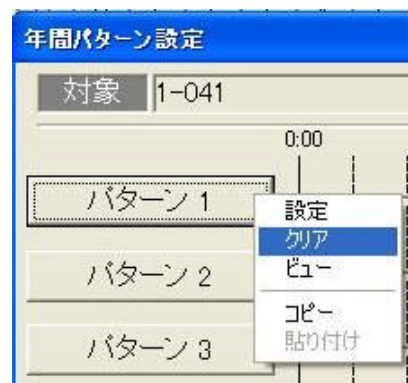 年間パターン設定
対象 1-041
0:00
パターン 1
設定
クリア
ビュー
パターン 2
コピー
貼り付け
パターン 3